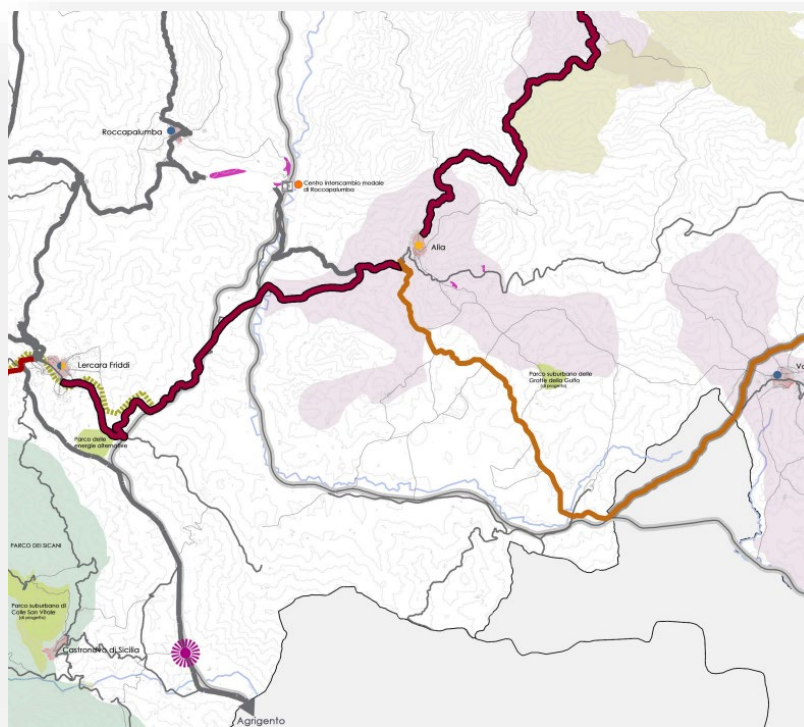 Roccapalumba
Centro interscambio modale
di Roccapalumba
Alia
Lercara Friddi
Parco suburbano delle
Grotte della Gulfa
(di progetto)
Parco delle
energie alternative
PARCO DEI SICANI
Parco suburbano di
Colle San Vitale
(di progetto)
Castronovo di Sicilia
Agrigento